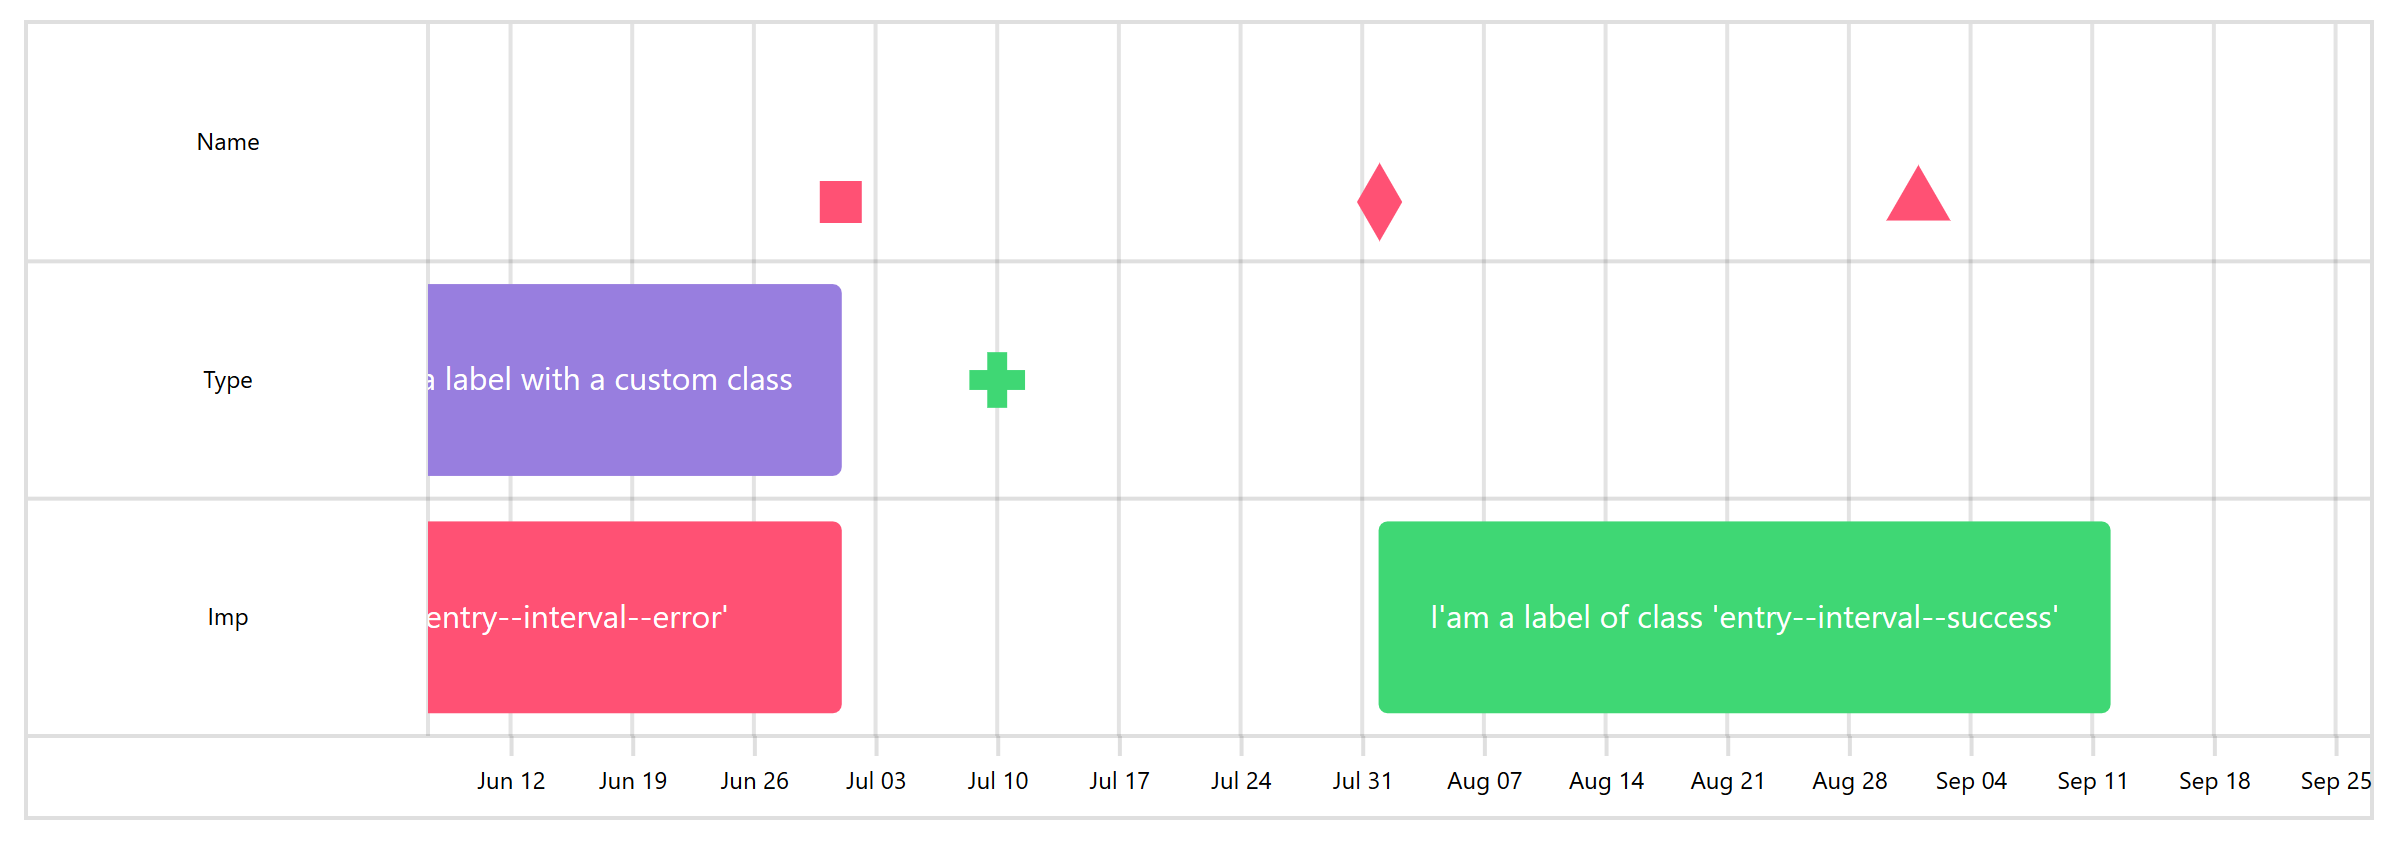 Name
Type
a label with a custom class
Imp
entry--interval--error'
I'am a label of class 'entry--interval--success'
Jun 12
Jun 19
Jun 26
Jul 03
Jul 10
Jul 17
Jul 24
Jul 31
Aug 07
Aug 14
Aug 21
Aug 28
Sep 04
Sep 11
Sep 18
Sep 25